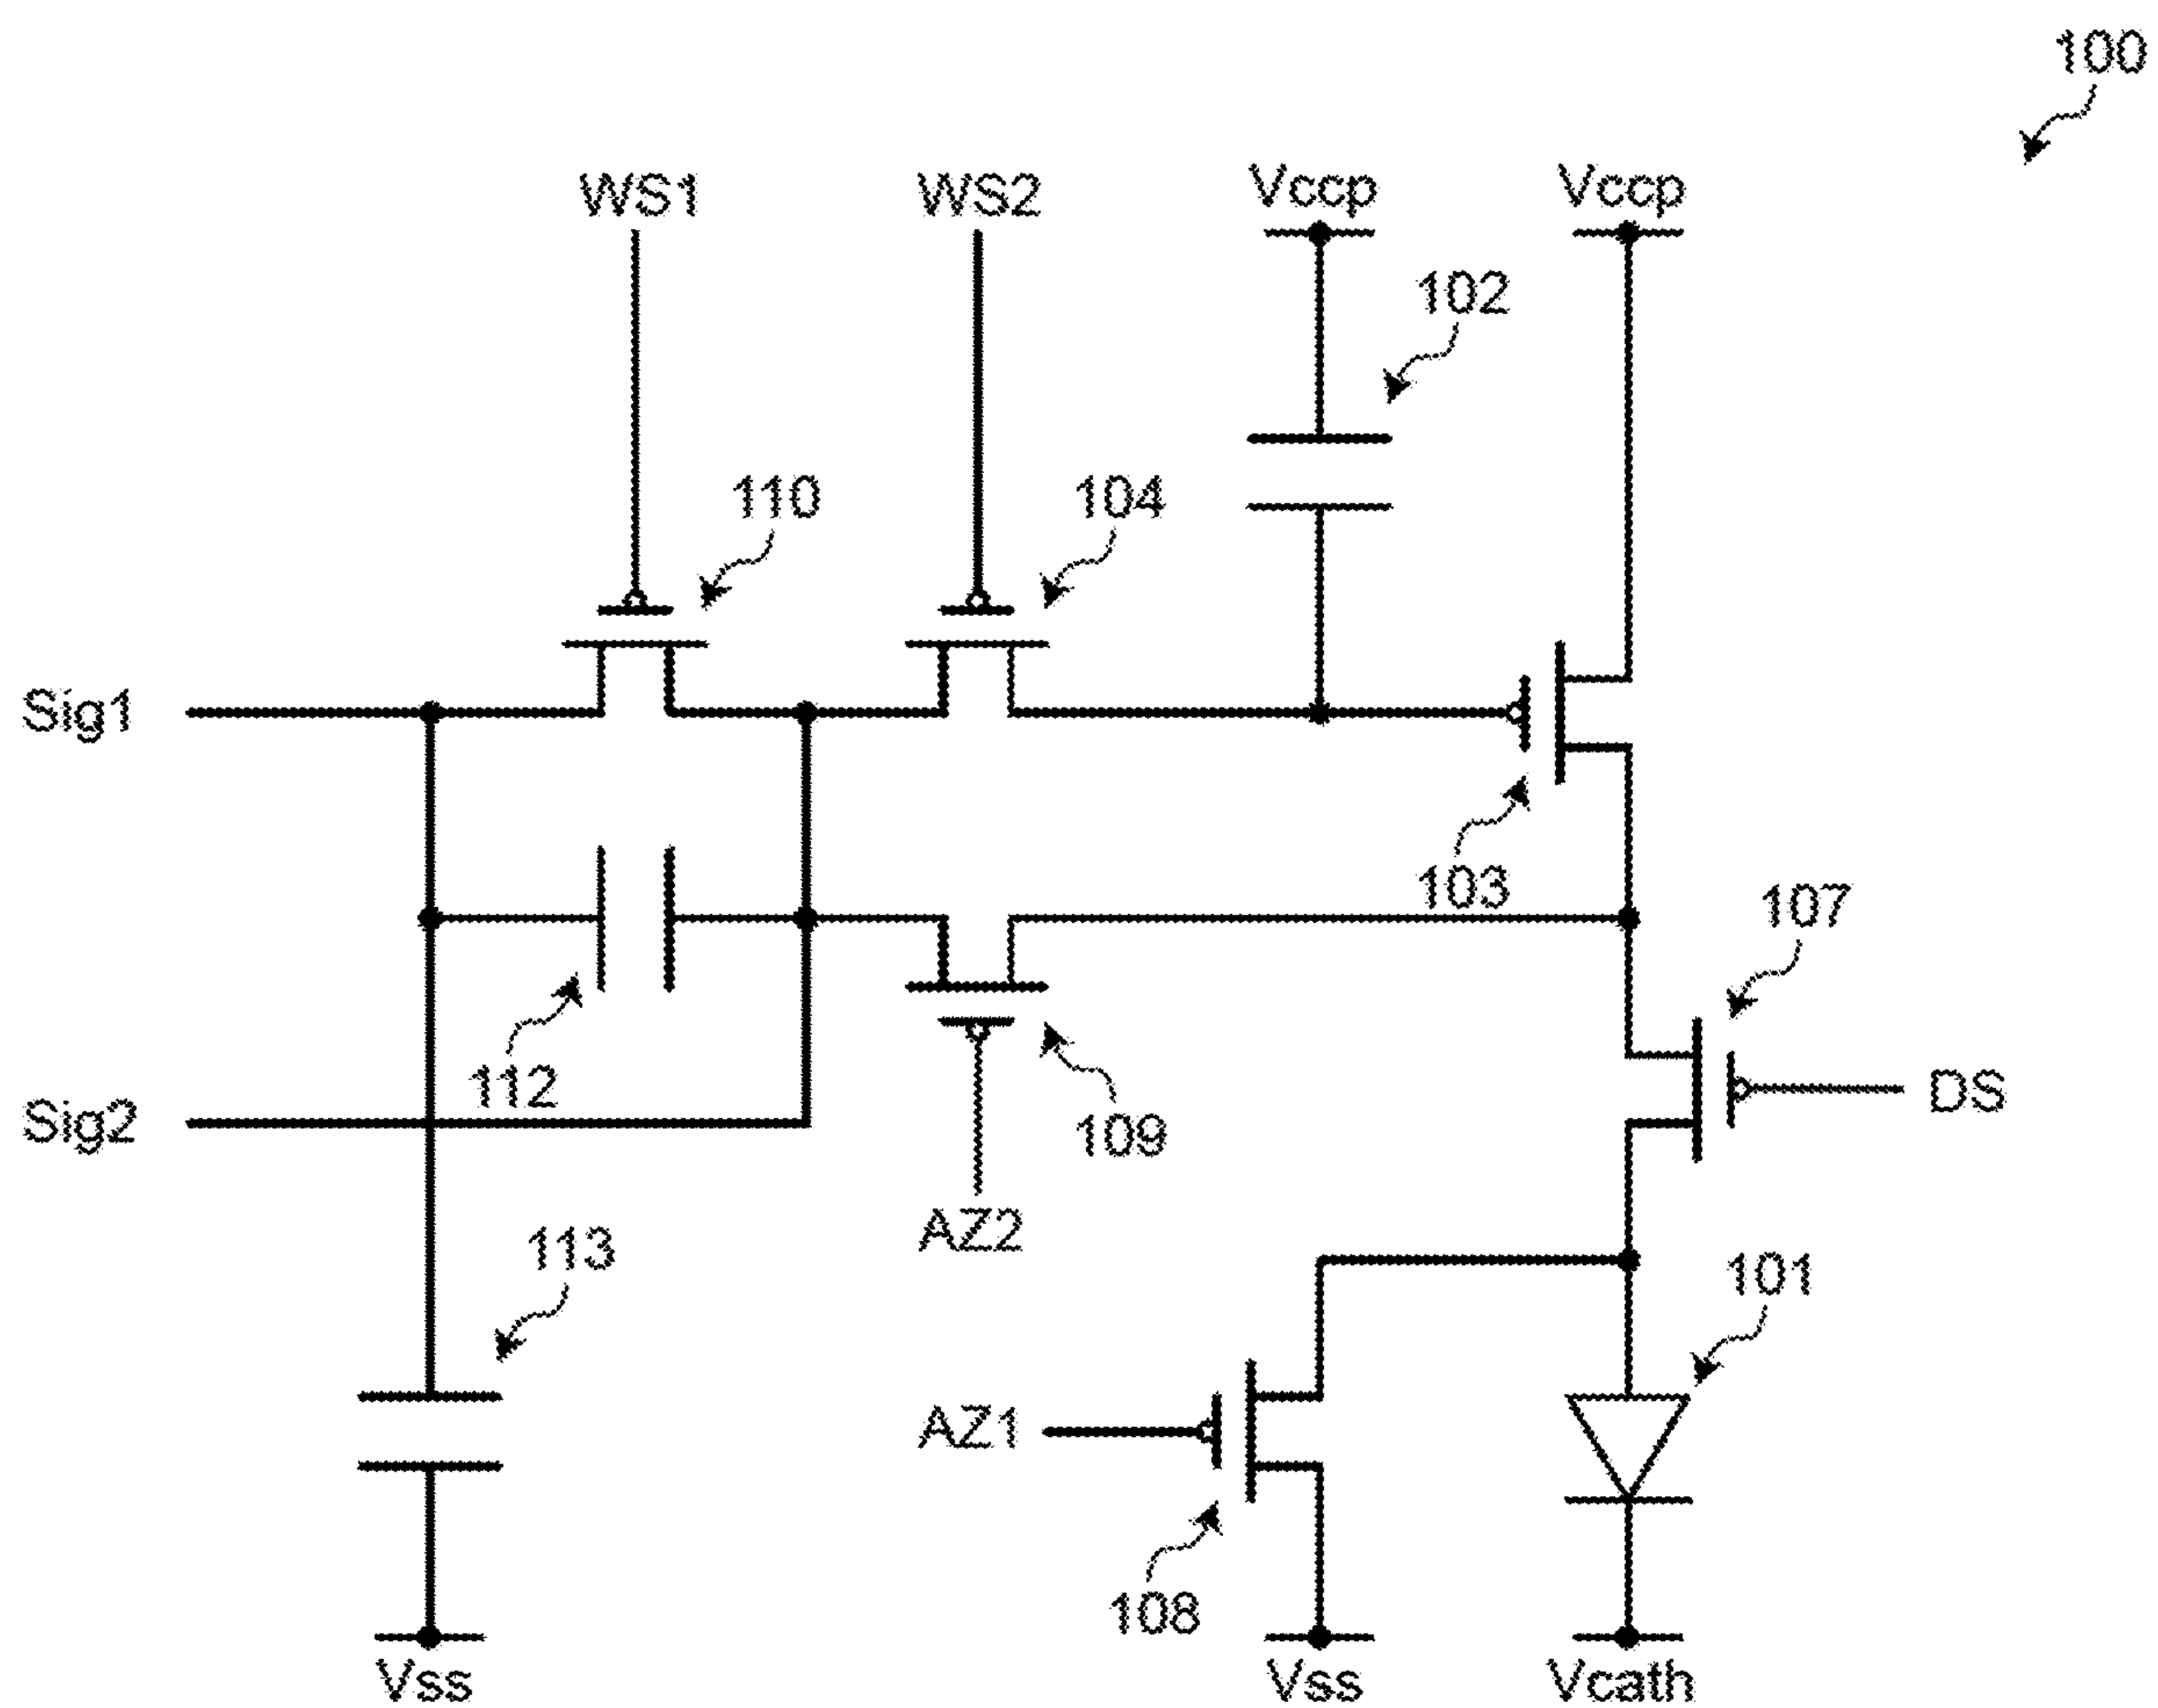 100
WS1 WS2 Vccp Vccp
102
110 104
Sig1
103
107
112
Sig2 109 DS
AZ2
113 101
AZ1
108
Vss Vss Vcath